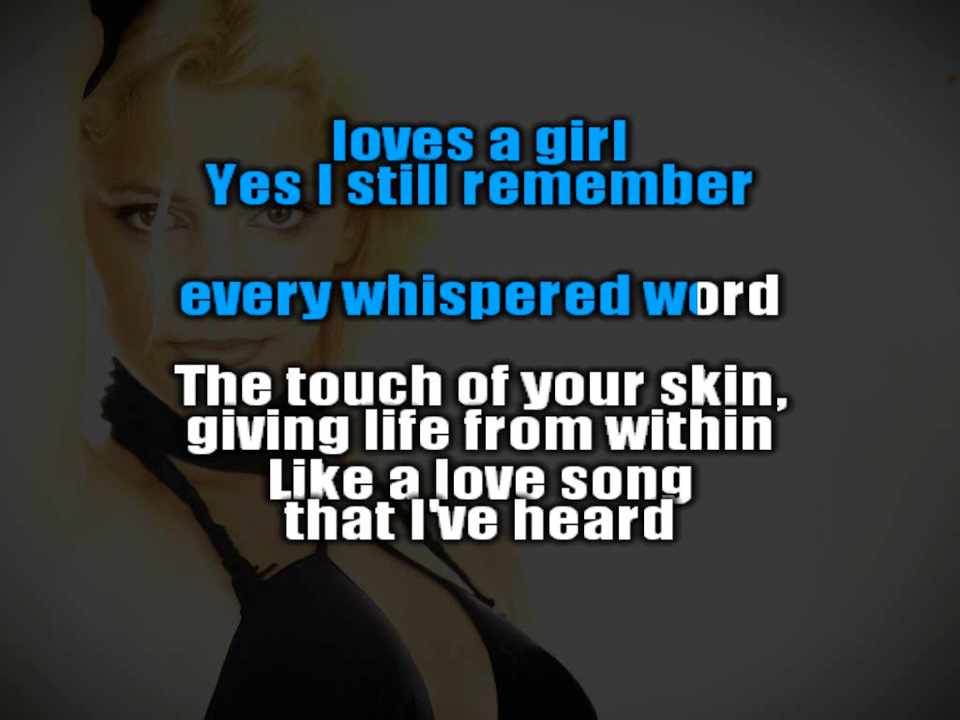 loves a girl
Yes I still remember
every whispered word
The touch of your skin,
giving life from within
Like a love song
that I've heard